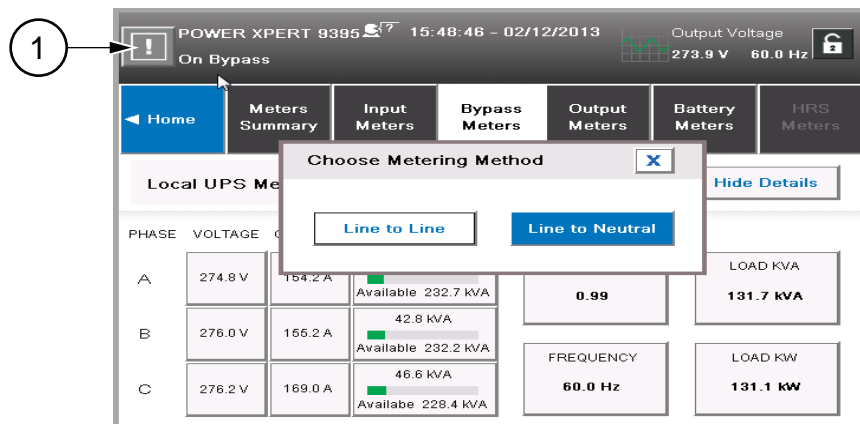 1
POWER XPERT 9395 ? 15:48:46 - 02/12/2013 Output Voltage
! On Bypass 273.9 V 60.0 Hz 2
◄ Home Meters Summary Input Meters Bypass Meters Output Meters Battery Meters HRS Meters
Choose Metering Method X
Local UPS Me Hide Details
Line to Line Line to Neutral
PHASE VOLTAGE
LOAD KVA
A 274.8 V 154.2 A Available 232.7 kVA 0.99 131.7 kVA
42.8 kVA
B 276.0 V 155.2 A
Available 232.2 kVA
FREQUENCY LOAD KW
46.6 kVA
C 276.2 V 169.0 A 60.0 Hz 131.1 kW
Availabe 228.4 kVA